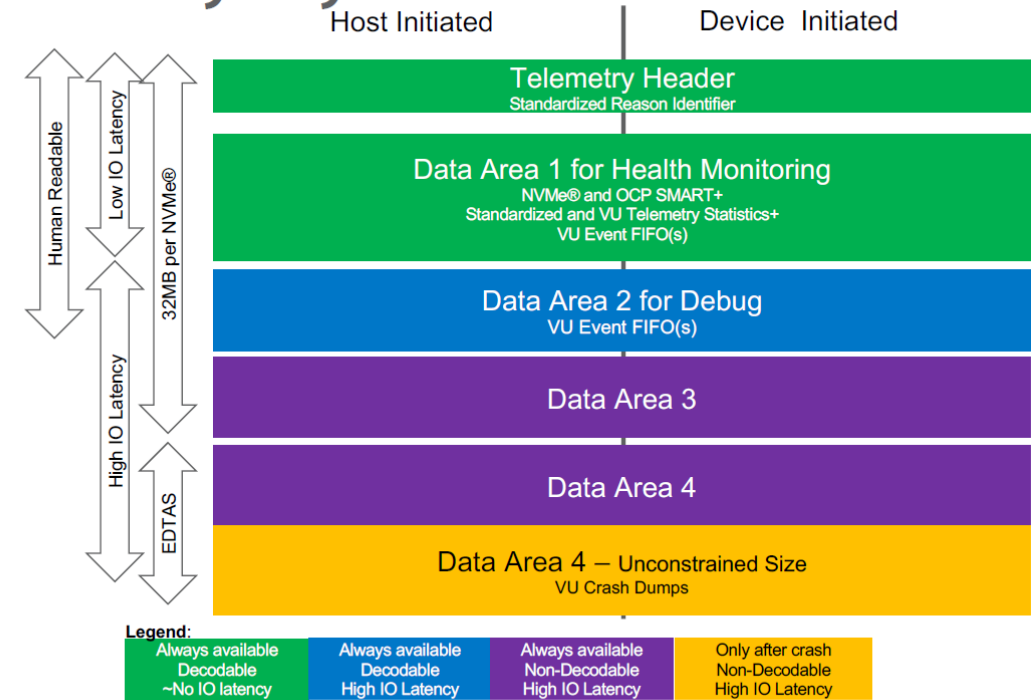 Host Initiated
Device Initiated
Telemetry Header
Standardized Reason Identifier
Data Area 1 for Health Monitoring
NVMe® and OCP SMART+
Standardized and VU Telemetry Statistics+
VU Event FIFO(s)
Data Area 2 for Debug
VU Event FIFO(s)
Data Area 3
Data Area 4
Data Area 4 – Unconstrained Size
VU Crash Dumps
Human Readable
Low IO Latency
32MB per NVMe®
High IO Latency
EDTAS
Legend:
Always available
Decodable
~No IO latency
Always available
Decodable
High IO Latency
Always available
Non-Decodable
High IO Latency
Only after crash
Non-Decodable
High IO Latency